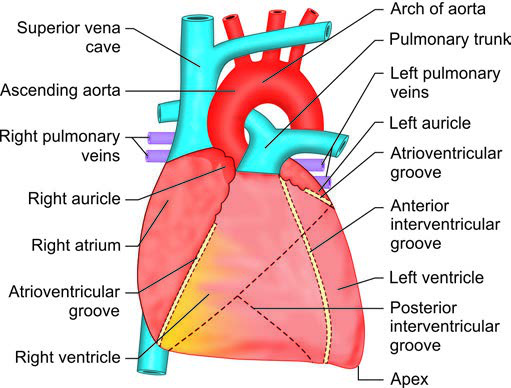 Superior vena
cave
Ascending aorta
Right pulmonary
veins
Right auricle
Right atrium
Atrioventricular
groove
Right ventricle
Arch of aorta
Pulmonary trunk
Left pulmonary
veins
Left auricle
Atrioventricular
groove
Anterior
interventricular
groove
Left ventricle
Posterior
interventricular
groove
Apex